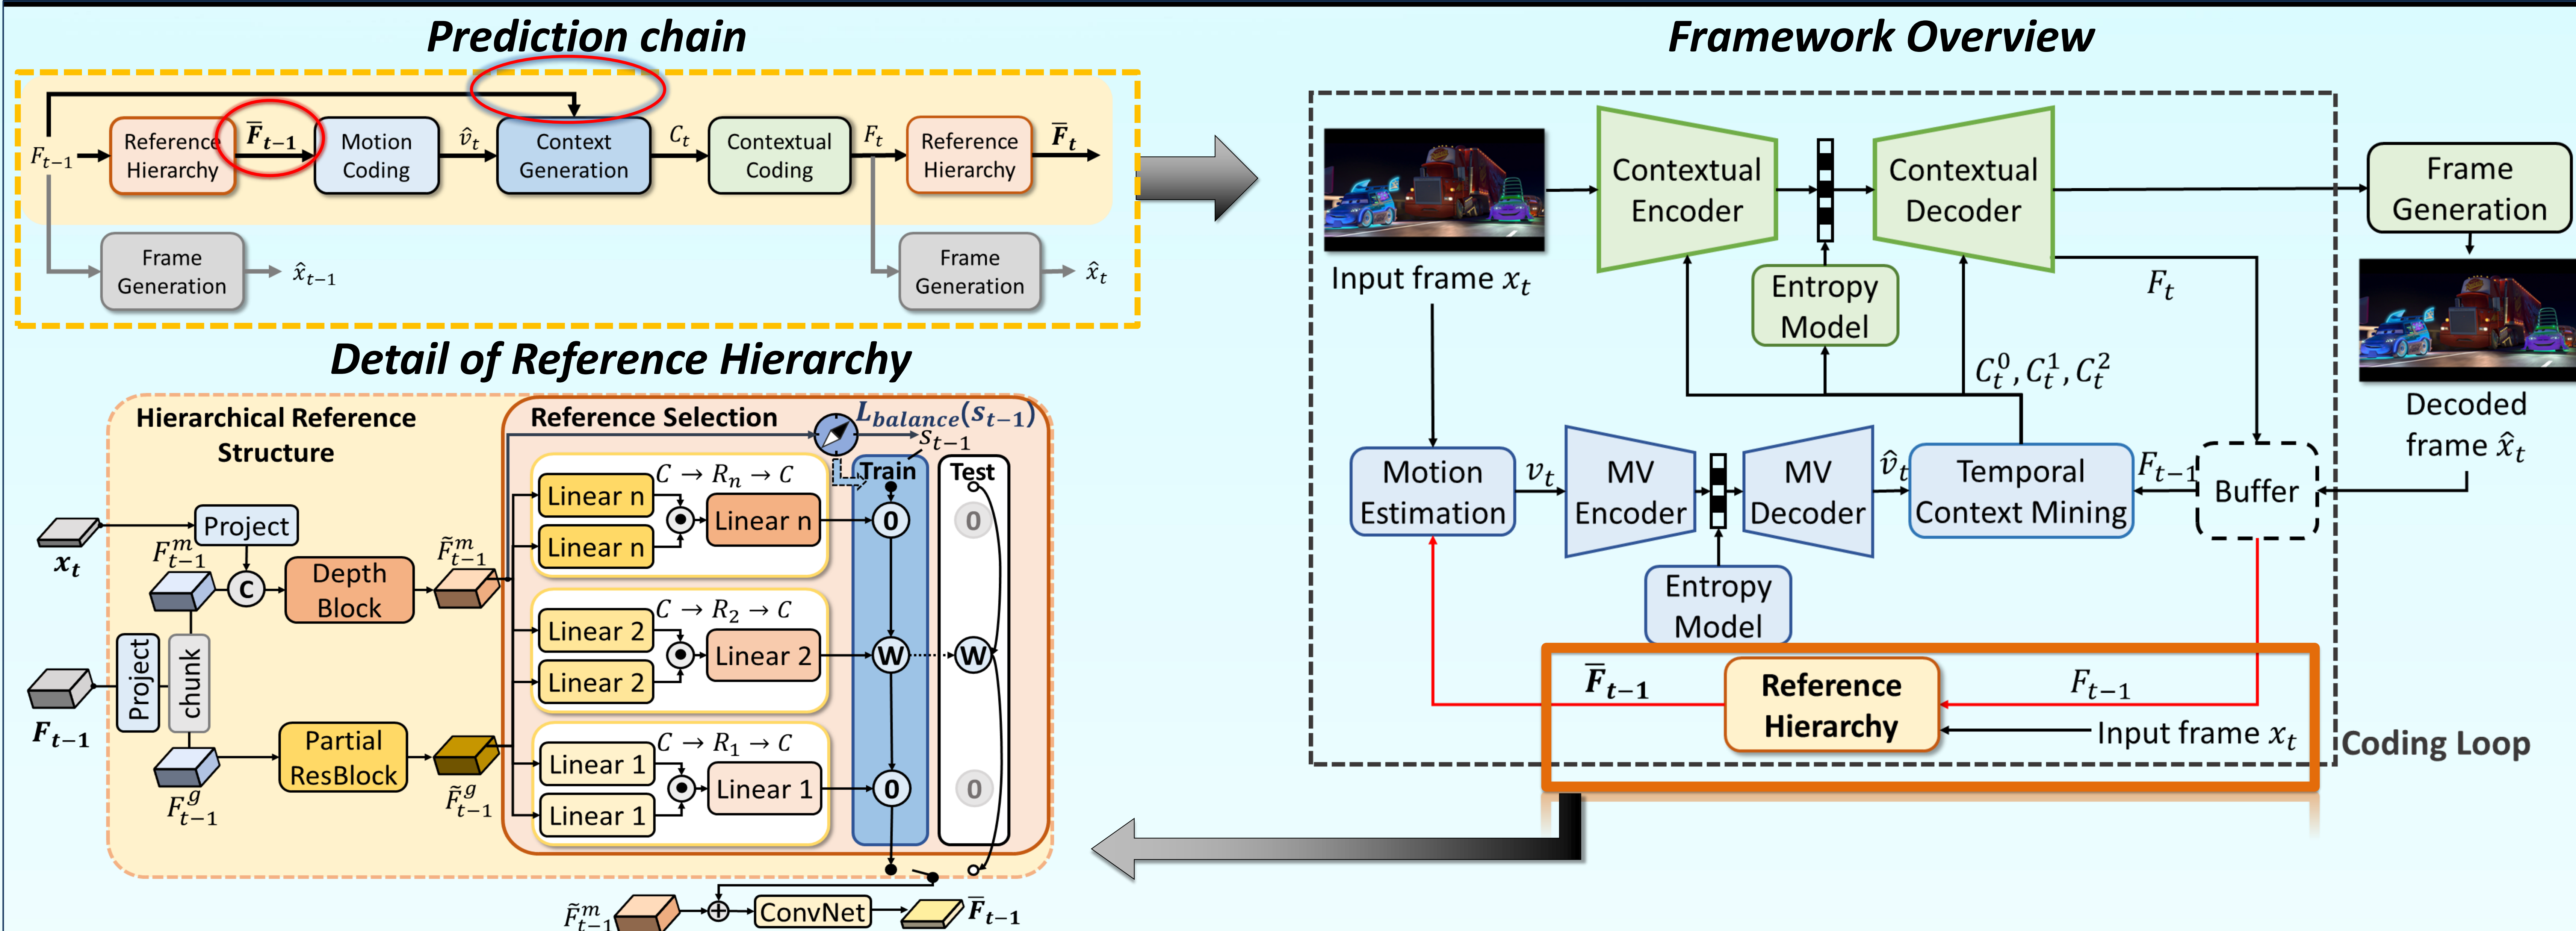 Prediction chain
F_{t-1}
Reference
Hierarchy
F̄_{t-1}
Motion
Coding
v̂_t
Context
Generation
C_t
Contextual
Coding
F_t
Reference
Hierarchy
F̄_t
Frame
Generation
x̂_{t-1}
Frame
Generation
x̂_t
Detail of Reference Hierarchy
Hierarchical Reference
Structure
x_t
Project
F^m_{t-1}
C
Depth
Block
F̃^m_{t-1}
F_{t-1}
Project
chunk
F^g_{t-1}
Partial
ResBlock
F̃^g_{t-1}
Reference Selection
L_{balance}(s_{t-1})
s_{t-1}
Train
Test
C → R_n → C
Linear n
Linear n
Linear n
0
0
C → R_2 → C
Linear 2
Linear 2
Linear 2
W
W
C → R_1 → C
Linear 1
Linear 1
Linear 1
0
0
F̃^m_{t-1}
ConvNet
F̄_{t-1}
Framework Overview
Input frame x_t
Contextual
Encoder
Contextual
Decoder
Entropy
Model
Frame
Generation
F_t
C_t^0, C_t^1, C_t^2
Decoded
frame x̂_t
Motion
Estimation
v_t
MV
Encoder
MV
Decoder
v̂_t
Temporal
Context Mining
F_{t-1}
Buffer
Entropy
Model
F̄_{t-1}
Reference
Hierarchy
F_{t-1}
Input frame x_t
Coding Loop